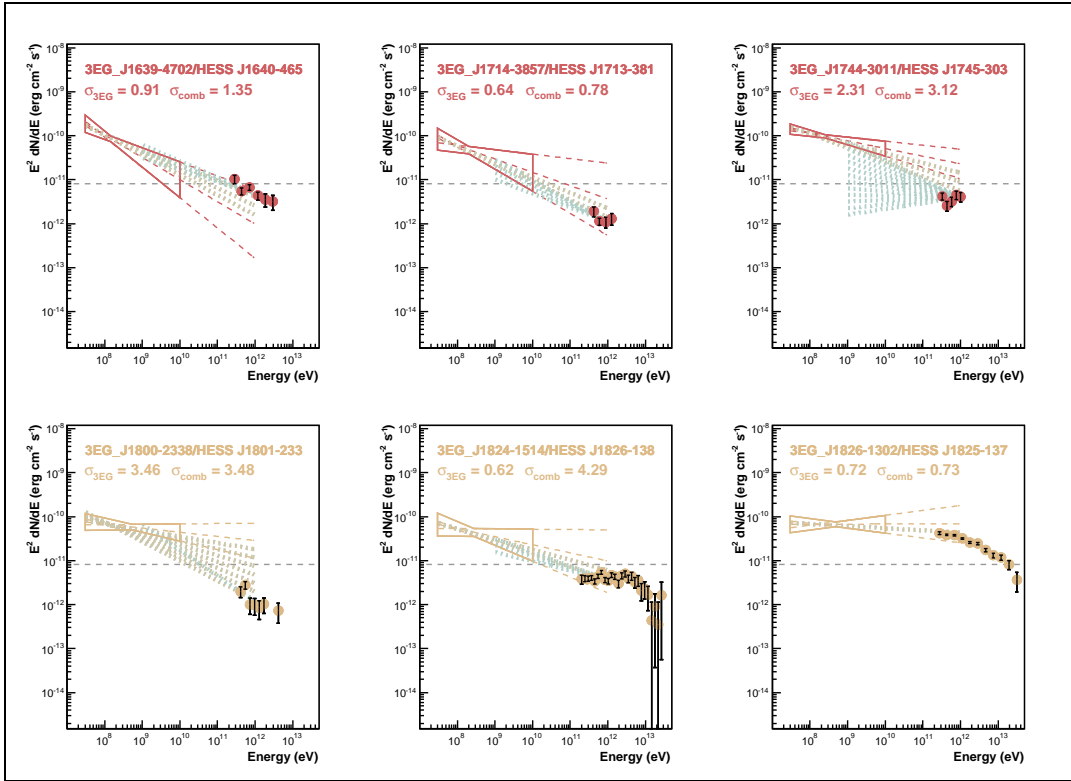 E² dN/dE (erg cm⁻² s⁻¹)
3EG_J1639-4702/HESS J1640-465
σ3EG = 0.91 σcomb = 1.35
10⁻⁸
10⁻⁹
10⁻¹⁰
10⁻¹¹
10⁻¹²
10⁻¹³
10⁻¹⁴
10⁸ 10⁹ 10¹⁰ 10¹¹ 10¹² 10¹³
Energy (eV)
E² dN/dE (erg cm⁻² s⁻¹)
3EG_J1714-3857/HESS J1713-381
σ3EG = 0.64 σcomb = 0.78
10⁻⁸
10⁻⁹
10⁻¹⁰
10⁻¹¹
10⁻¹²
10⁻¹³
10⁻¹⁴
10⁸ 10⁹ 10¹⁰ 10¹¹ 10¹² 10¹³
Energy (eV)
E² dN/dE (erg cm⁻² s⁻¹)
3EG_J1744-3011/HESS J1745-303
σ3EG = 2.31 σcomb = 3.12
10⁻⁸
10⁻⁹
10⁻¹⁰
10⁻¹¹
10⁻¹²
10⁻¹³
10⁻¹⁴
10⁸ 10⁹ 10¹⁰ 10¹¹ 10¹² 10¹³
Energy (eV)
E² dN/dE (erg cm⁻² s⁻¹)
3EG_J1800-2338/HESS J1801-233
σ3EG = 3.46 σcomb = 3.48
10⁻⁸
10⁻⁹
10⁻¹⁰
10⁻¹¹
10⁻¹²
10⁻¹³
10⁻¹⁴
10⁸ 10⁹ 10¹⁰ 10¹¹ 10¹² 10¹³
Energy (eV)
E² dN/dE (erg cm⁻² s⁻¹)
3EG_J1824-1514/HESS J1826-138
σ3EG = 0.62 σcomb = 4.29
10⁻⁸
10⁻⁹
10⁻¹⁰
10⁻¹¹
10⁻¹²
10⁻¹³
10⁻¹⁴
10⁸ 10⁹ 10¹⁰ 10¹¹ 10¹² 10¹³
Energy (eV)
E² dN/dE (erg cm⁻² s⁻¹)
3EG_J1826-1302/HESS J1825-137
σ3EG = 0.72 σcomb = 0.73
10⁻⁸
10⁻⁹
10⁻¹⁰
10⁻¹¹
10⁻¹²
10⁻¹³
10⁻¹⁴
10⁸ 10⁹ 10¹⁰ 10¹¹ 10¹² 10¹³
Energy (eV)